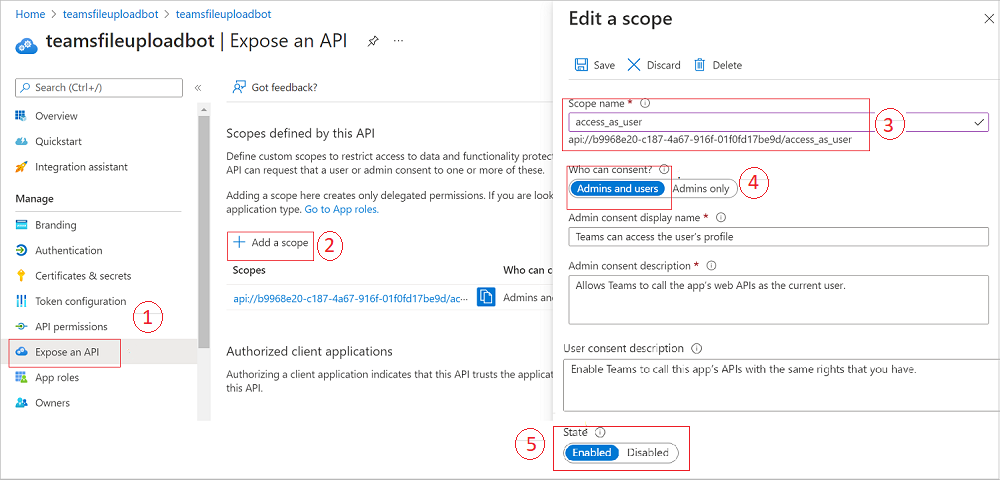 Home > teamsfileuploadbot > teamsfileuploadbot
teamsfileuploadbot | Expose an API
Search (Ctrl+/)
Overview
Quickstart
Integration assistant
Manage
Branding
Authentication
Certificates & secrets
Token configuration
1
API permissions
Expose an API
App roles
Owners
Got feedback?
Scopes defined by this API
Define custom scopes to restrict access to data and functionality protec
API can request that a user or admin consent to one or more of these.
Adding a scope here creates only delegated permissions. If you are look
application type. Go to App roles.
Add a scope
2
Scopes Who can c
api://b9968e20-c187-4a67-916f-01f0fd17be9d/ac··· Admins an
Authorized client applications
Authorizing a client application indicates that this API trusts the applicat
this API.
Edit a scope
Save Discard Delete
Scope name *
access_as_user
3
api://b9968e20-c187-4a67-916f-01f0fd17be9d/access_as_user
Who can consent?
Admins and users Admins only
4
Admin consent display name *
Teams can access the user's profile
Admin consent description *
Allows Teams to call the app's web APIs as the current user.
User consent description
Enable Teams to call this app's APIs with the same rights that you have.
5
State
Enabled Disabled